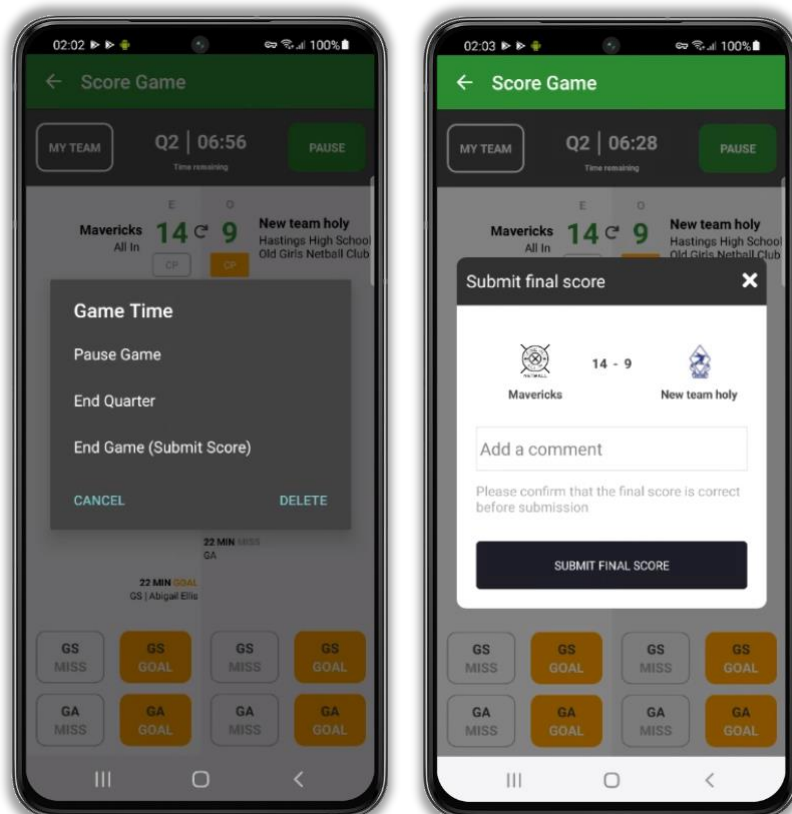 02:02
100%
Score Game
MY TEAM
Q2 | 06:56
Time remaining
PAUSE
E
O
Mavericks
All In
14
9
New team holy
Hastings High School
Old Girls Netball Club
CP
CP
Game Time
Pause Game
End Quarter
End Game (Submit Score)
CANCEL
DELETE
22 MIN MISS
GA
22 MIN GOAL
GS | Abigail Ellis
GS
MISS
GS
GOAL
GS
MISS
GS
GOAL
GA
MISS
GA
GOAL
GA
MISS
GA
GOAL
02:03
100%
Score Game
MY TEAM
Q2 | 06:28
Time remaining
PAUSE
E
O
Mavericks
All In
14
9
New team holy
Hastings High School
Old Girls Netball Club
Submit final score
14 - 9
NETBALL
Mavericks
New team holy
Add a comment
Please confirm that the final score is correct
before submission
SUBMIT FINAL SCORE
GS
MISS
GS
GOAL
GS
MISS
GS
GOAL
GA
MISS
GA
GOAL
GA
MISS
GA
GOAL